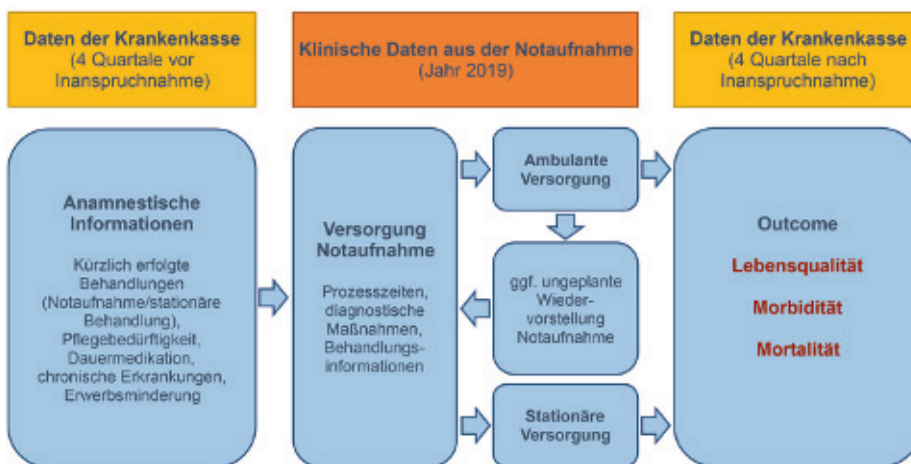 Daten der Krankenkasse
(4 Quartale vor
Inanspruchnahme)
Klinische Daten aus der Notaufnahme
(Jahr 2019)
Daten der Krankenkasse
(4 Quartale nach
Inanspruchnahme)
Anamnestische
Informationen
Kürzlich erfolgte
Behandlungen
(Notaufnahme/stationäre
Behandlung),
Pflegebedürftigkeit,
Dauermedikation,
chronische Erkrankungen,
Erwerbsminderung
Versorgung
Notaufnahme
Prozesszeiten,
diagnostische
Maßnahmen,
Behandlungs-
informationen
Ambulante
Versorgung
ggf. ungeplante
Wieder-
vorstellung
Notaufnahme
Stationäre
Versorgung
Outcome
Lebensqualität
Morbidität
Mortalität